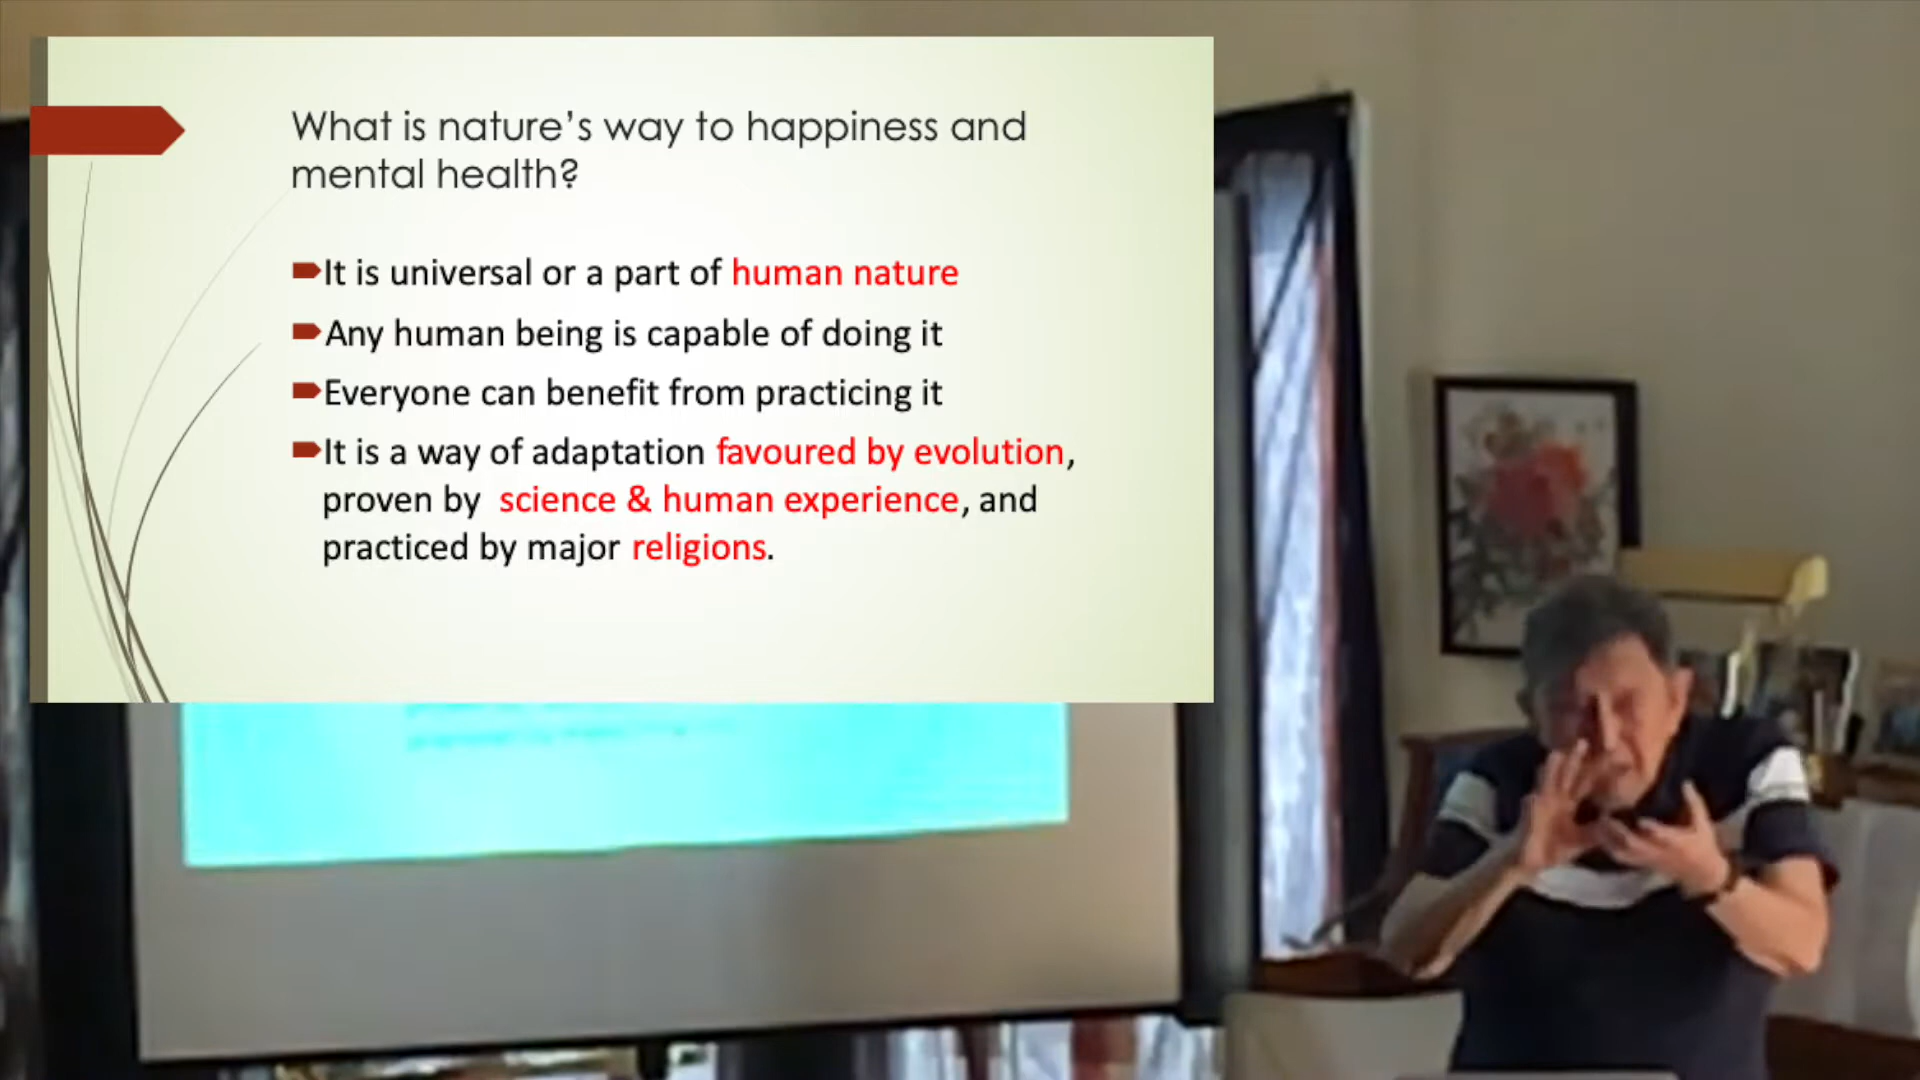 What is nature’s way to happiness and
mental health?
It is universal or a part of human nature
Any human being is capable of doing it
Everyone can benefit from practicing it
It is a way of adaptation favoured by evolution,
proven by science & human experience, and
practiced by major religions.